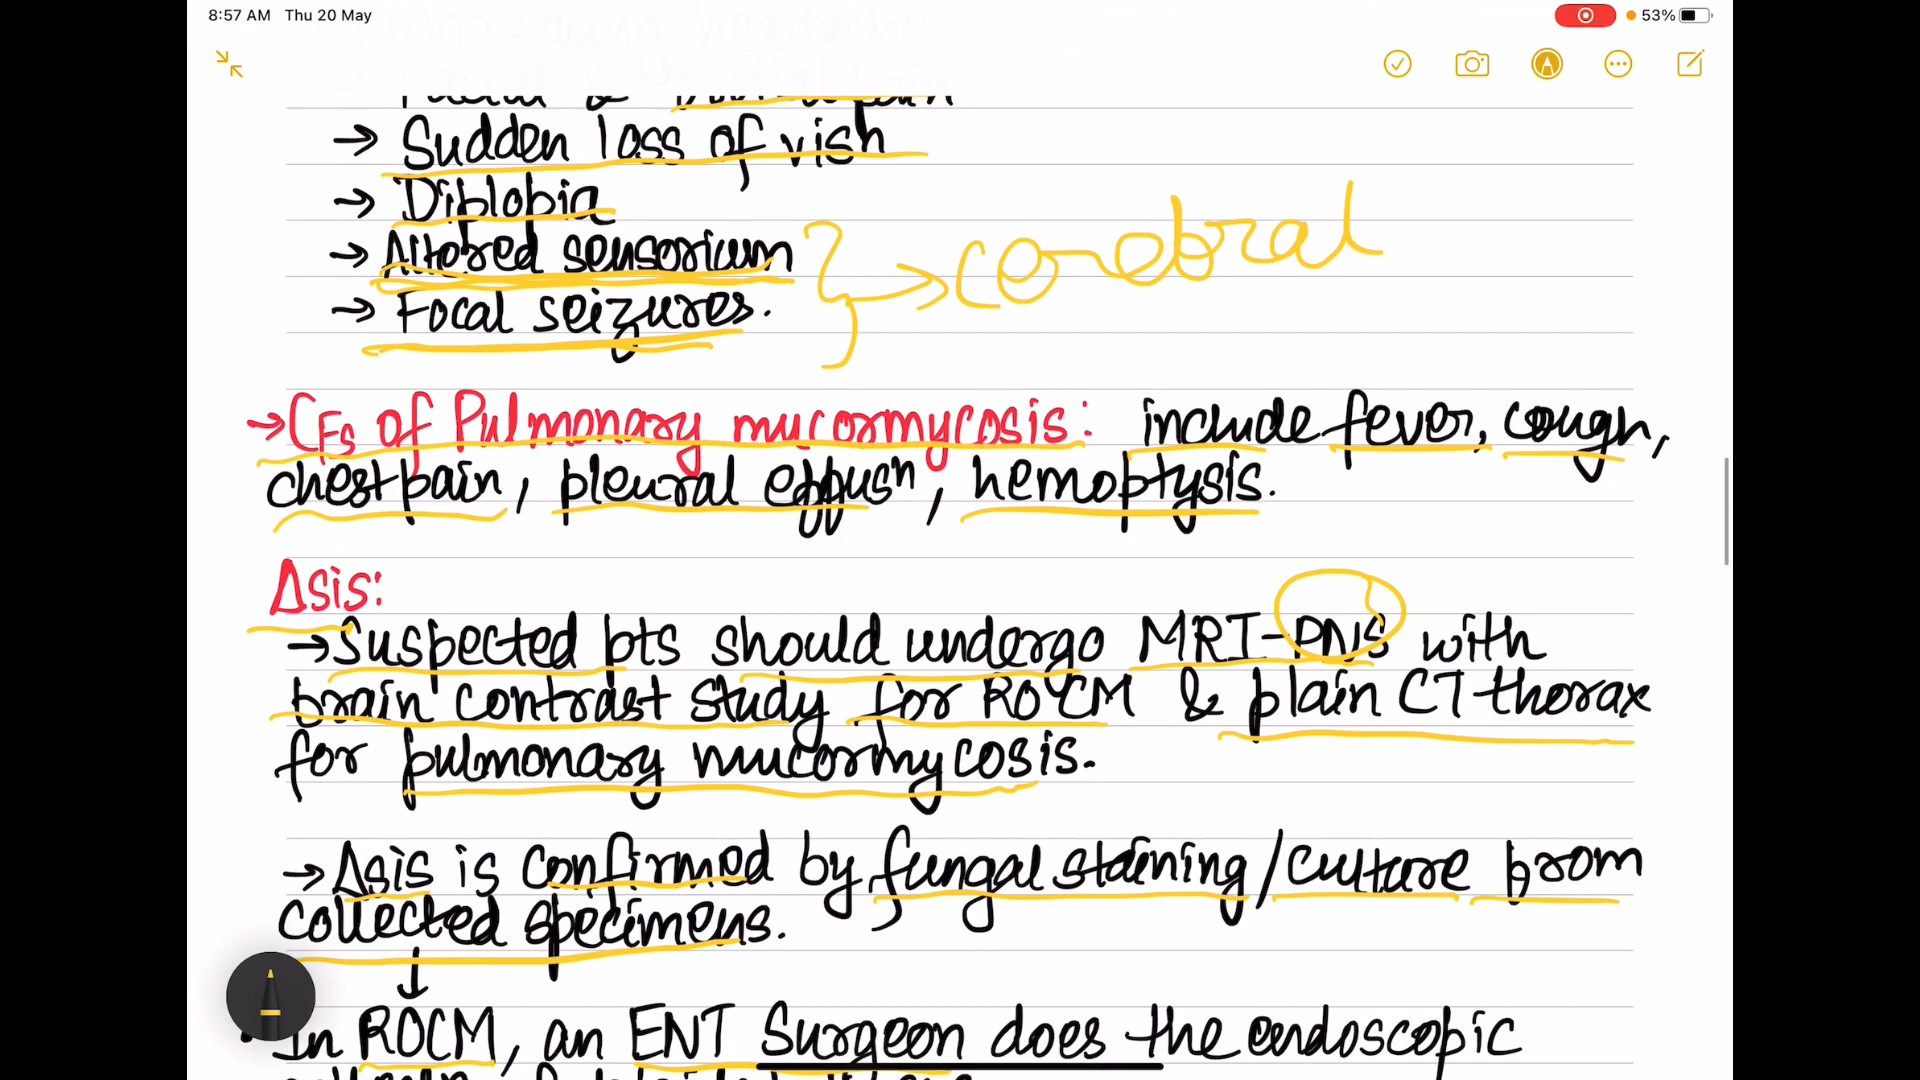 8:57 AM Thu 20 May 53%
Facial &
→ Sudden loss of visⁿ
→ Diplopia
→ Altered sensorium
→ Focal seizures. } → cerebral
→ CFs of Pulmonary mucormycosis: include fever, cough,
chest pain, pleural effusⁿ, hemoptysis.
Δsis:
→ Suspected pts should undergo MRI-PNS with
brain contrast study for ROCM & plain CT thorax
for pulmonary mucormycosis.
→ Δsis is confirmed by fungal staining/culture from
collected specimens.
↓
• In ROCM, an ENT Surgeon does the endoscopic